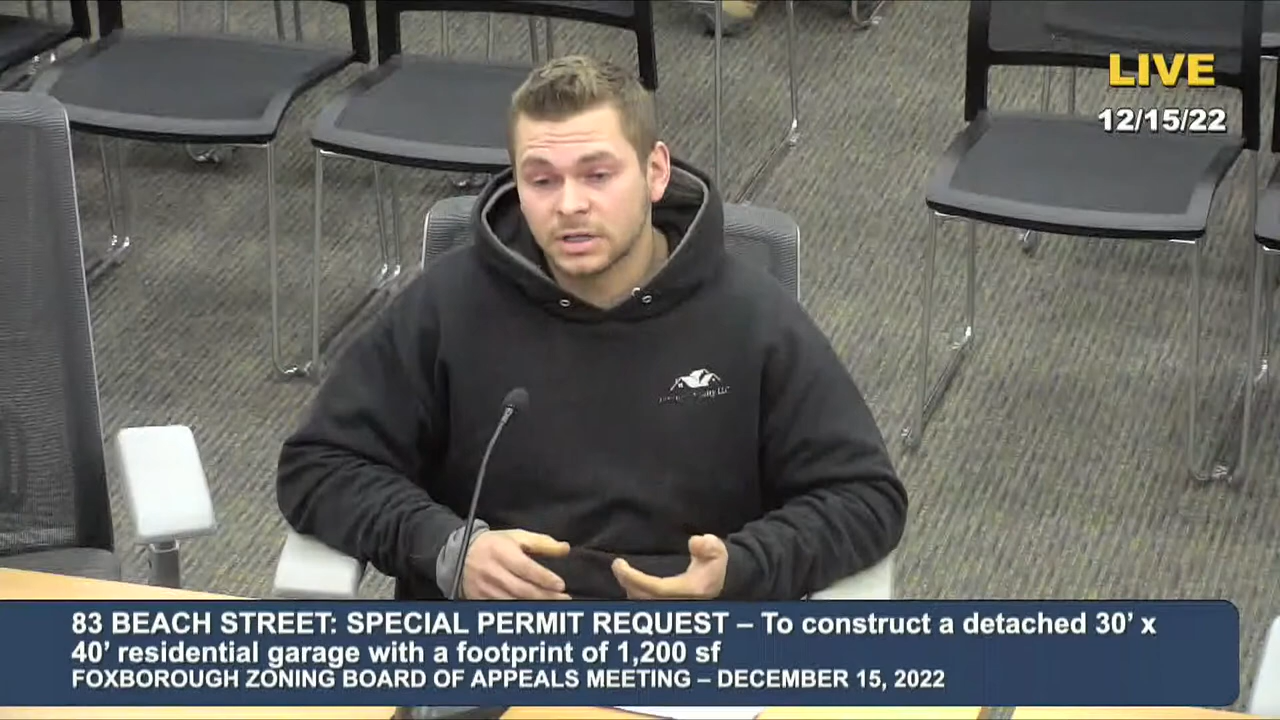 LIVE
12/15/22
83 BEACH STREET: SPECIAL PERMIT REQUEST – To construct a detached 30’ x
40’ residential garage with a footprint of 1,200 sf
FOXBOROUGH ZONING BOARD OF APPEALS MEETING – DECEMBER 15, 2022